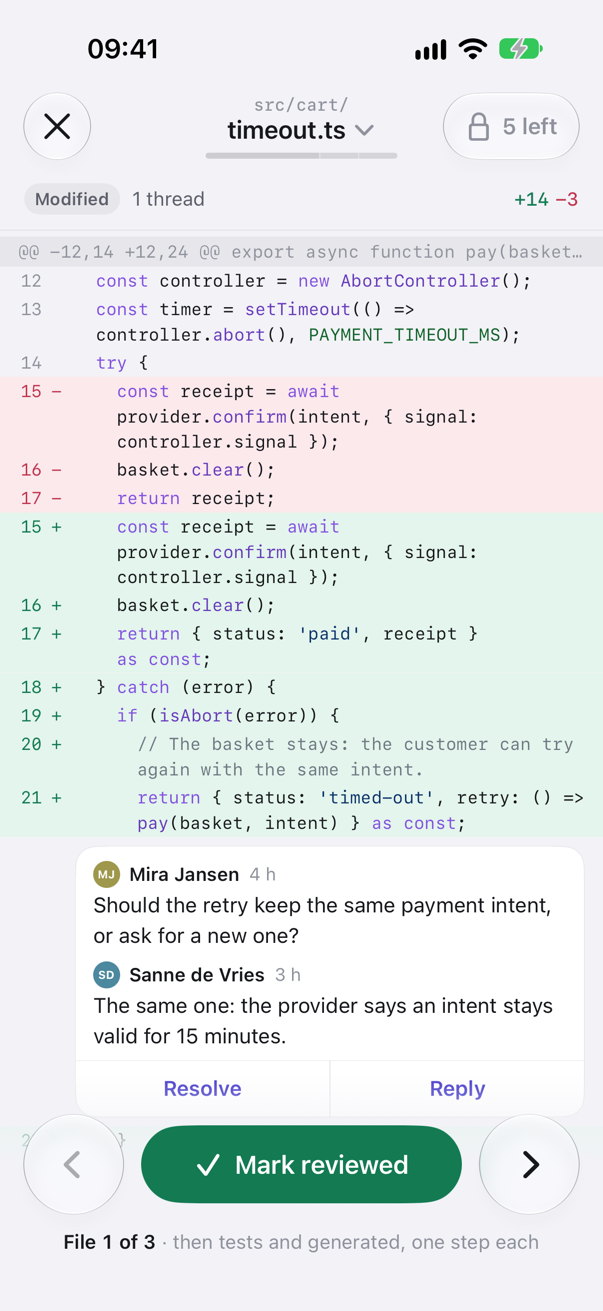 09:41
src/cart/
timeout.ts
5 left
Modified 1 thread +14 −3
@@ −12,14 +12,24 @@ export async function pay(basket…
12 const controller = new AbortController();
13 const timer = setTimeout(() =>
controller.abort(), PAYMENT_TIMEOUT_MS);
14 try {
15 − const receipt = await
provider.confirm(intent, { signal:
controller.signal });
16 − basket.clear();
17 − return receipt;
15 + const receipt = await
provider.confirm(intent, { signal:
controller.signal });
16 + basket.clear();
17 + return { status: 'paid', receipt }
as const;
18 + } catch (error) {
19 + if (isAbort(error)) {
20 + // The basket stays: the customer can try
again with the same intent.
21 + return { status: 'timed-out', retry: () =>
pay(basket, intent) } as const;
MJ Mira Jansen 4 h
Should the retry keep the same payment intent,
or ask for a new one?
SD Sanne de Vries 3 h
The same one: the provider says an intent stays
valid for 15 minutes.
Resolve Reply
}
Mark reviewed
File 1 of 3 · then tests and generated, one step each